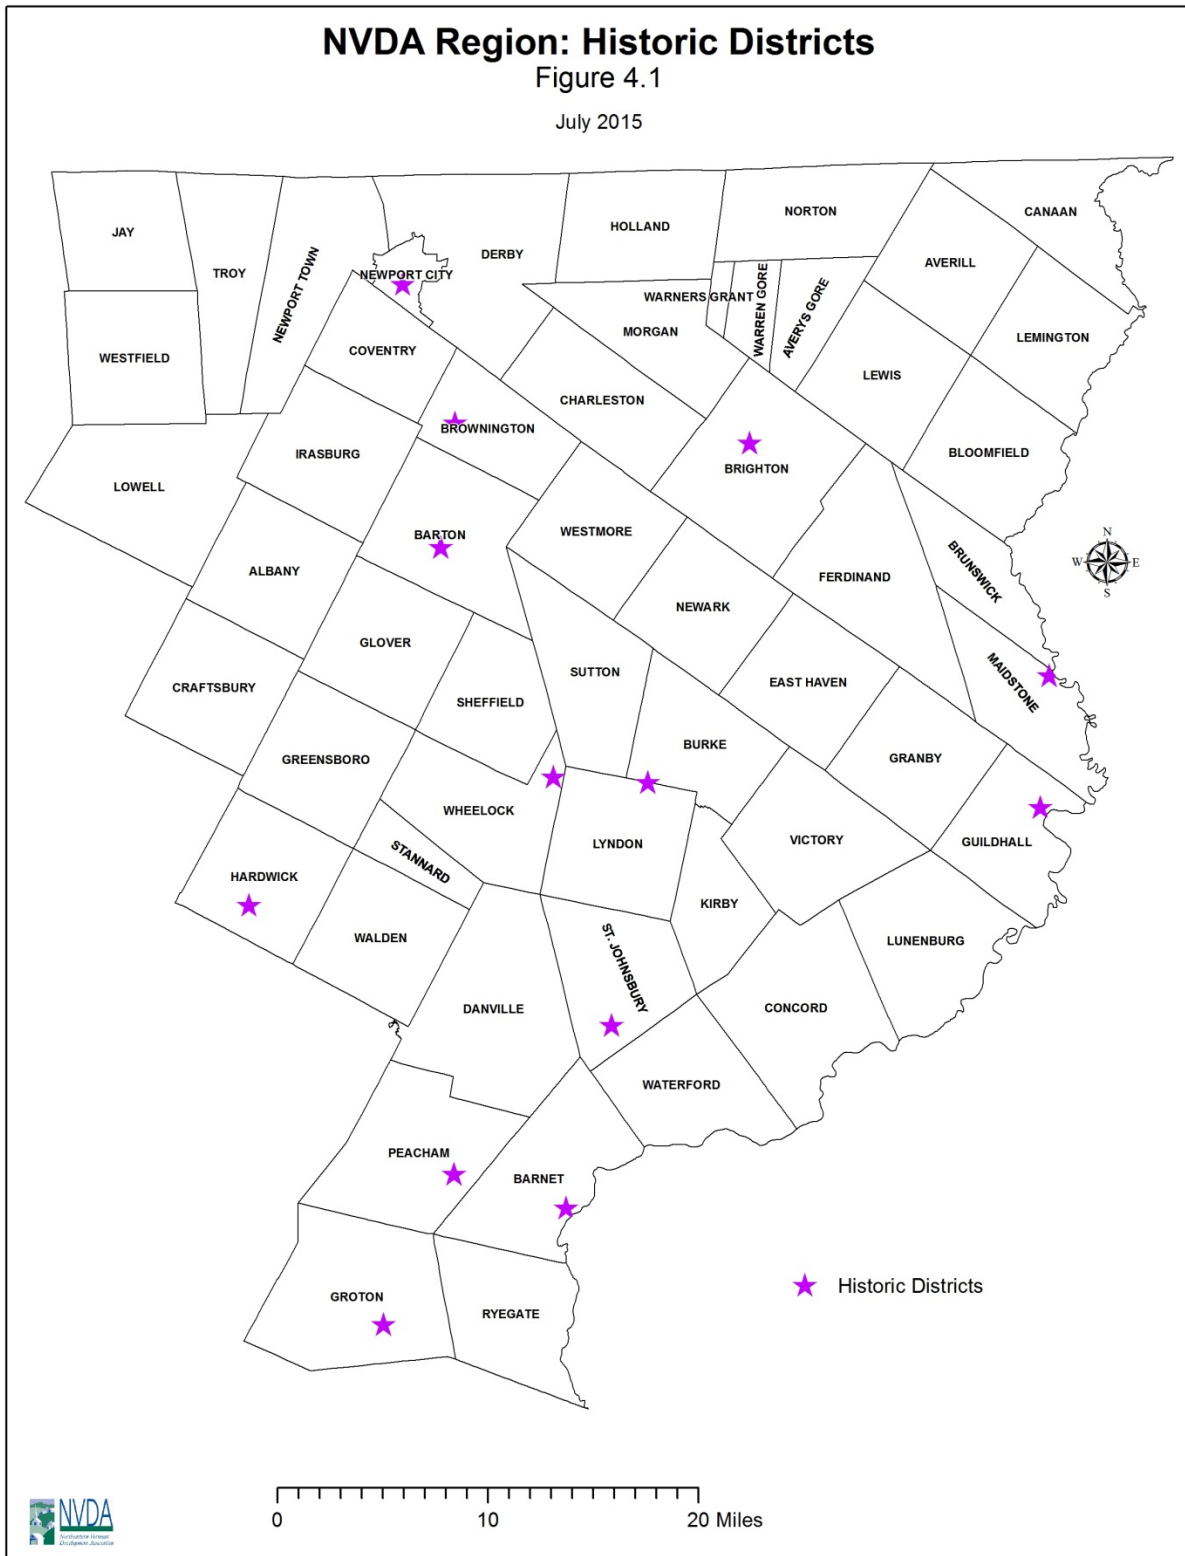 NVDA Region: Historic Districts
Figure 4.1
July 2015
CANAAN
NORTON
HOLLAND
JAY
DERBY
AVERILL
TROY
NEWPORT TOWN
NEWPORT CITY
WARNERS GRANT
WARREN GORE
AVERYS GORE
MORGAN
LEMINGTON
COVENTRY
WESTFIELD
LEWIS
CHARLESTON
BROWNINGTON
BLOOMFIELD
IRASBURG
BRIGHTON
LOWELL
BARTON
WESTMORE
N
W
E
S
BRUNSWICK
ALBANY
FERDINAND
NEWARK
GLOVER
SUTTON
EAST HAVEN
MAIDSTONE
CRAFTSBURY
SHEFFIELD
BURKE
GREENSBORO
GRANBY
WHEELOCK
LYNDON
VICTORY
GUILDHALL
STANNARD
HARDWICK
KIRBY
WALDEN
LUNENBURG
ST. JOHNSBURY
DANVILLE
CONCORD
WATERFORD
PEACHAM
BARNET
Historic Districts
GROTON
RYEGATE
NVDA
Northeastern Vermont
Development Association
0
10
20 Miles